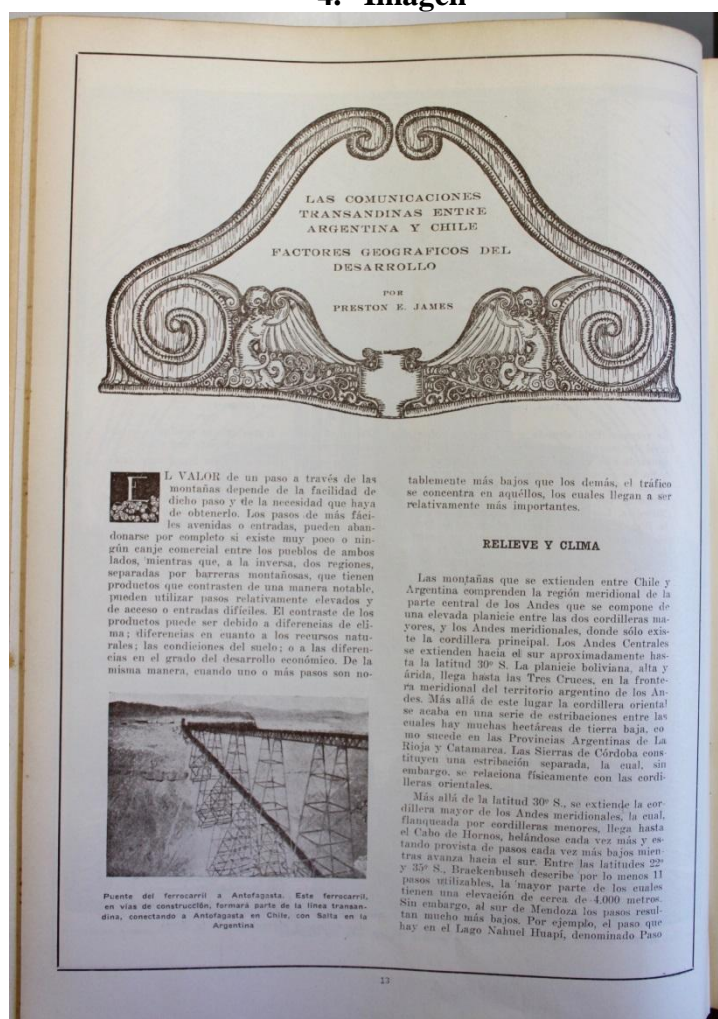 4. Imagen
LAS COMUNICACIONES
TRANSANDINAS ENTRE
ARGENTINA Y CHILE
FACTORES GEOGRAFICOS DEL
DESARROLLO
POR
PRESTON E. JAMES
EL VALOR de un paso a través de las
montañas depende de la facilidad de
dicho paso y de la necesidad que haya
de obtenerlo. Los pasos de más fáci-
les avenidas o entradas, pueden aban-
donarse por completo si existe muy poco o nin-
gún canje comercial entre los pueblos de ambos
lados, mientras que, a la inversa, dos regiones,
separadas por barreras montañosas, que tienen
productos que contrasten de una manera notable,
pueden utilizar pasos relativamente elevados y
de acceso o entradas difíciles. El contraste de los
productos puede ser debido a diferencias de cli-
ma; diferencias en cuanto a los recursos natu-
rales; las condiciones del suelo; o a las diferen-
cias en el grado del desarrollo económico. De la
misma manera, cuando uno o más pasos son no-
Puente del ferrocarril a Antofagasta. Este ferrocarril,
en vías de construcción, formará parte de la línea transan-
dina, conectando a Antofagasta en Chile, con Salta en la
Argentina
tablemente más bajos que los demás, el tráfico
se concentra en aquéllos, los cuales llegan a ser
relativamente más importantes.
RELIEVE Y CLIMA
Las montañas que se extienden entre Chile y
Argentina comprenden la región meridional de la
parte central de los Andes que se compone de
una elevada planicie entre las dos cordilleras ma-
yores, y los Andes meridionales, donde sólo exis-
te la cordillera principal. Los Andes Centrales
se extienden hacia el sur aproximadamente has-
ta la latitud 30º S. La planicie boliviana, alta y
árida, llega hasta las Tres Cruces, en la fronte-
ra meridional del territorio argentino de los An-
des. Más allá de este lugar la cordillera oriental
se acaba en una serie de estribaciones entre las
cuales hay muchas hectáreas de tierra baja, co
mo sucede en las Provincias Argentinas de La
Rioja y Catamarca. Las Sierras de Córdoba cons-
tituyen una estribación separada, la cual, sin
embargo, se relaciona físicamente con las cordi-
lleras orientales.
Más allá de la latitud 30º S., se extiende la cor-
dillera mayor de los Andes meridionales, la cual,
flanqueada por cordilleras menores, llega hasta
el Cabo de Hornos, helándose cada vez más y es-
tando provista de pasos cada vez más bajos mien-
tras avanza hacia el sur. Entre las latitudes 22º
y 35º S., Brackenbusch describe por lo menos 11
pasos utilizables, la mayor parte de los cuales
tienen una elevación de cerca de 4.000 metros.
Sin embargo, al sur de Mendoza los pasos resul-
tan mucho más bajos. Por ejemplo, el paso que
hay en el Lago Nahuel Huapí, denominado Paso
13